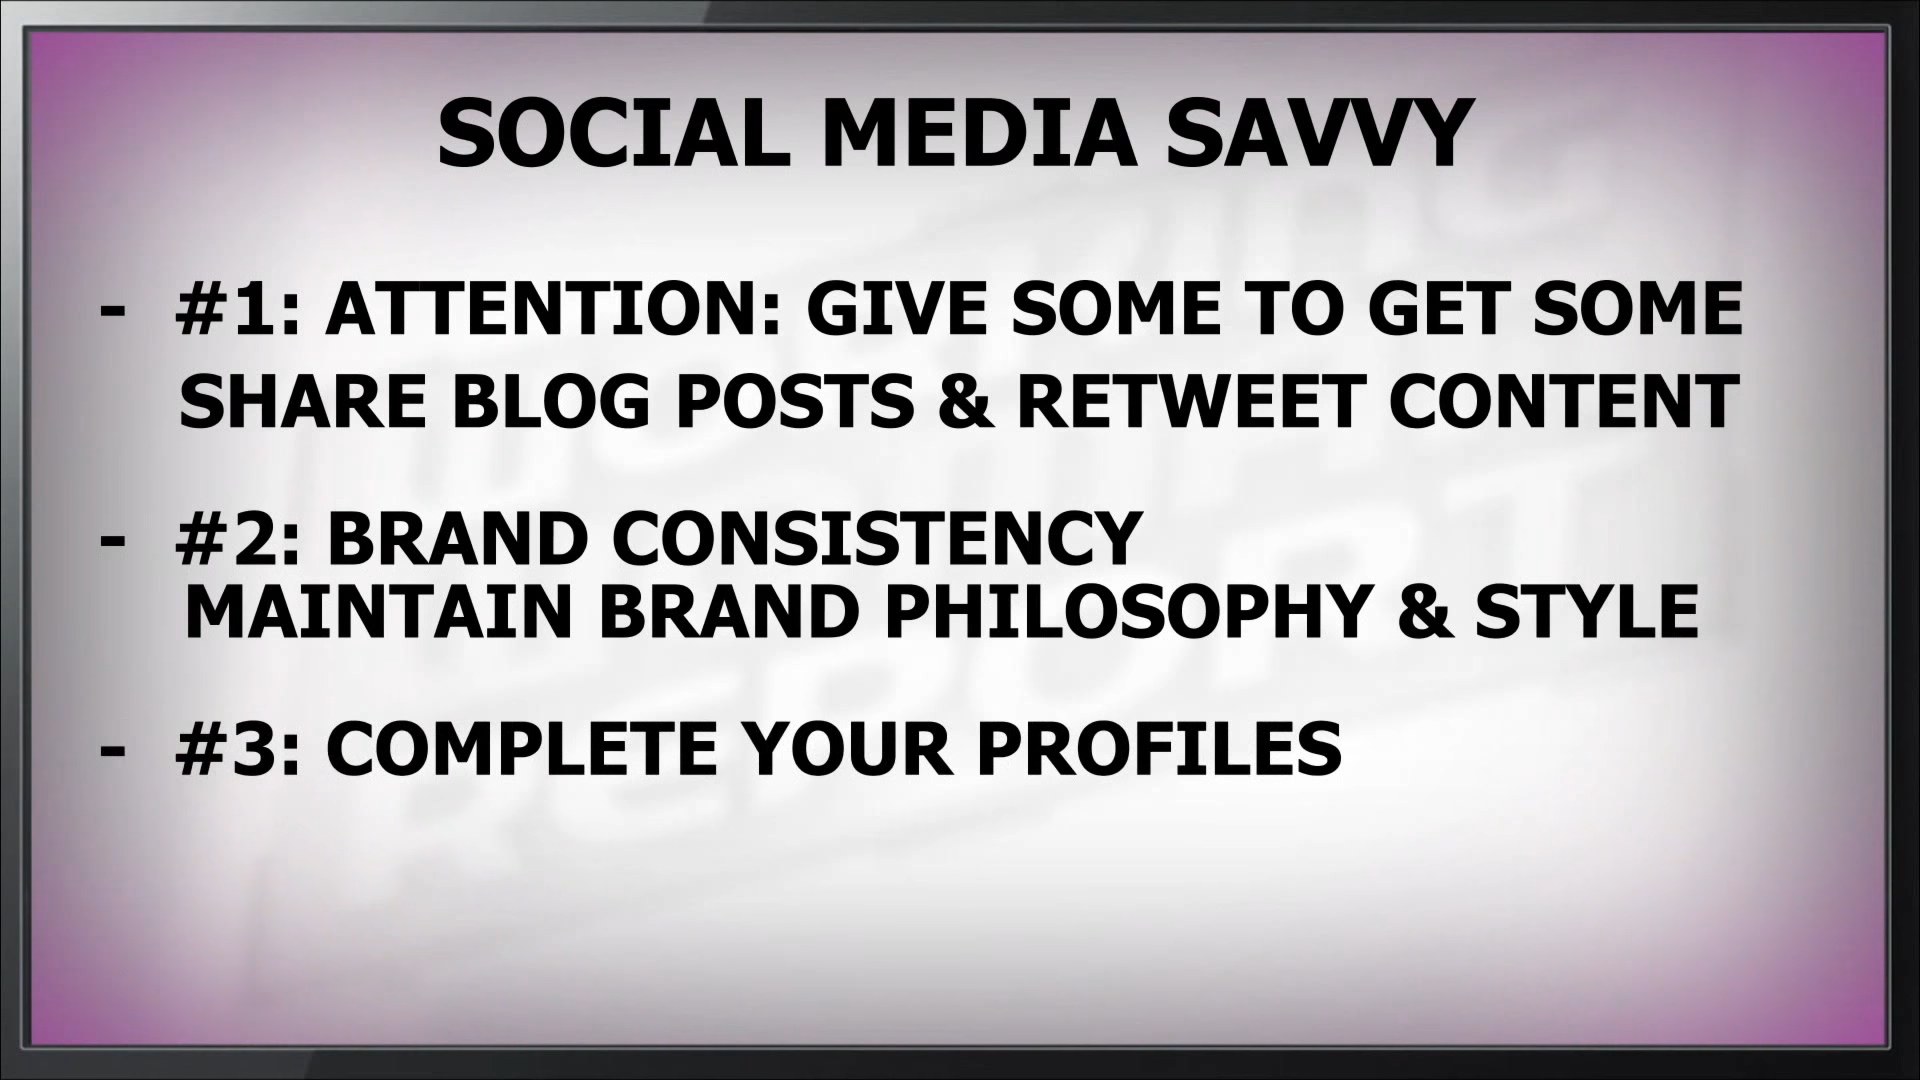 SOCIAL MEDIA SAVVY
- #1: ATTENTION: GIVE SOME TO GET SOME
SHARE BLOG POSTS & RETWEET CONTENT
- #2: BRAND CONSISTENCY
MAINTAIN BRAND PHILOSOPHY & STYLE
- #3: COMPLETE YOUR PROFILES